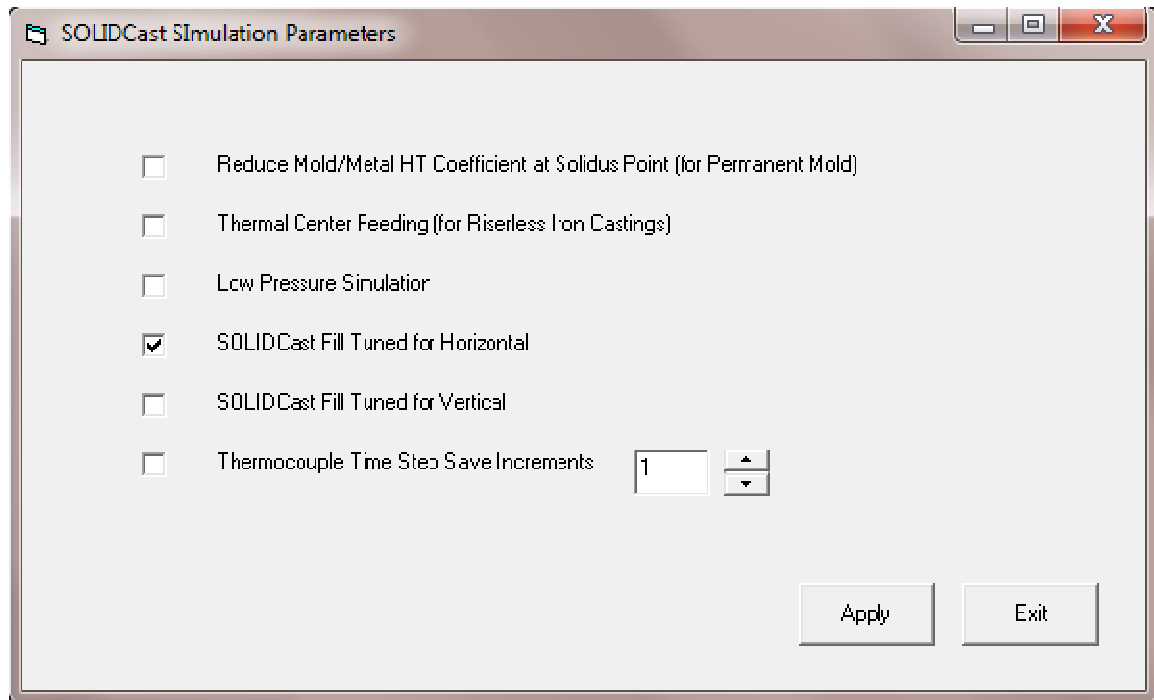 SOLIDCast SImulation Parameters
Reduce Mold/Metal HT Coefficient at Solidus Point (for Permanent Mold)
Thermal Center Feeding (for Riserless Iron Castings)
Low Pressure Simulation
SOLIDCast Fill Tuned for Horizontal
SOLIDCast Fill Tuned for Vertical
Thermocouple Time Step Save Increments 1
Apply Exit